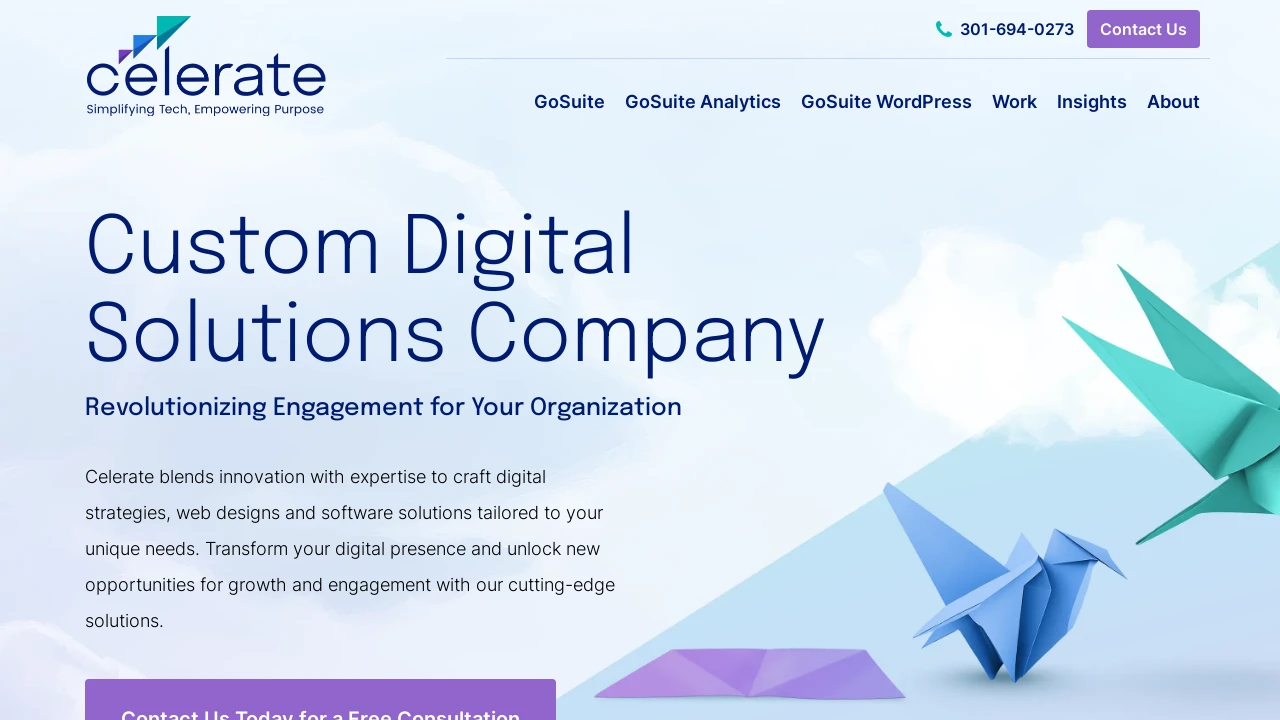 celerate
Simplifying Tech, Empowering Purpose
301-694-0273
Contact Us
GoSuite
GoSuite Analytics
GoSuite WordPress
Work
Insights
About
Custom Digital
Solutions Company
Revolutionizing Engagement for Your Organization
Celerate blends innovation with expertise to craft digital
strategies, web designs and software solutions tailored to your
unique needs. Transform your digital presence and unlock new
opportunities for growth and engagement with our cutting-edge
solutions.
Contact Us Today for a Free Consultation